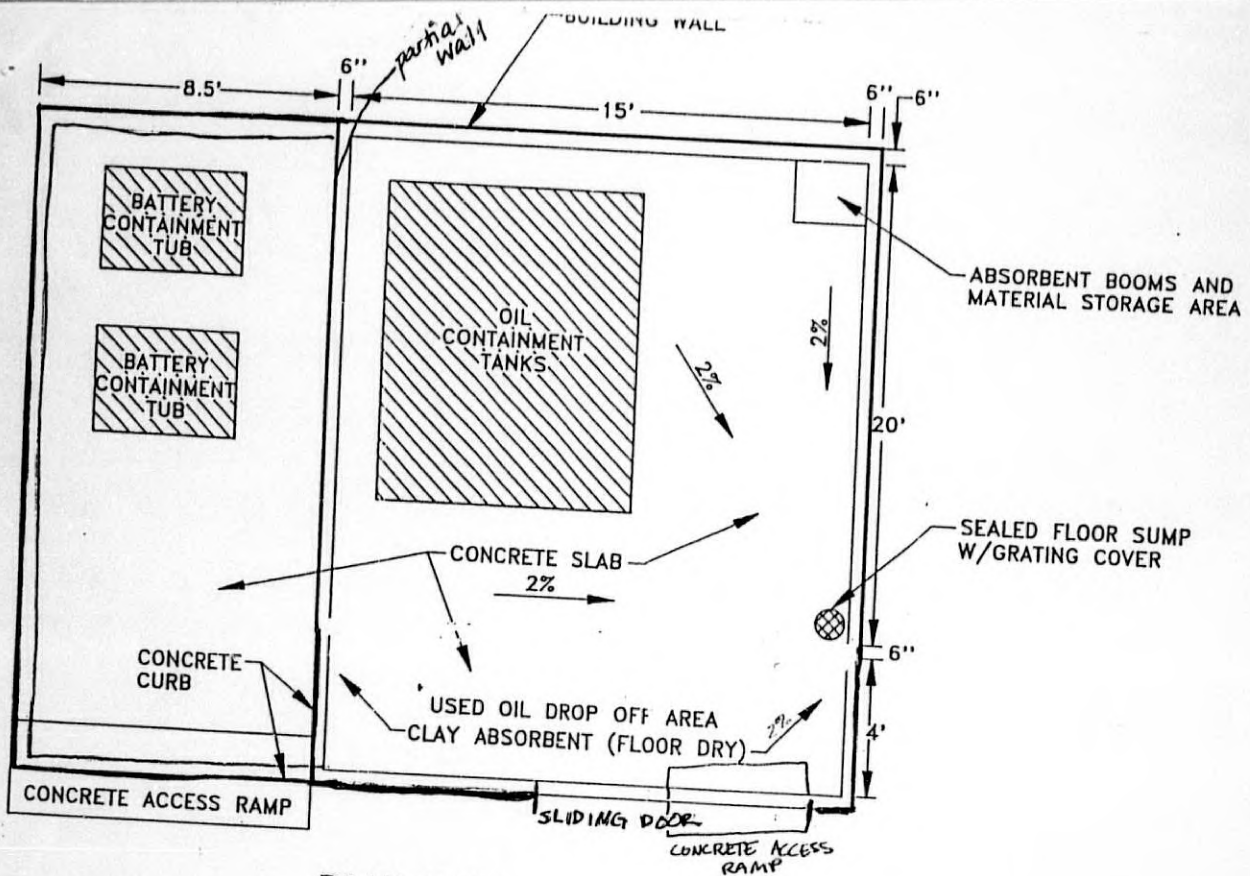 BUILDING WALL
partial
wall
8.5'
6"
15'
6"
6"
BATTERY
CONTAINMENT
TUB
BATTERY
CONTAINMENT
TUB
OIL
CONTAINMENT
TANKS
ABSORBENT BOOMS AND
MATERIAL STORAGE AREA
2%
2%
20'
SEALED FLOOR SUMP
W/GRATING COVER
CONCRETE SLAB
2%
6"
CONCRETE
CURB
USED OIL DROP OFF AREA
CLAY ABSORBENT (FLOOR DRY)
2%
4'
CONCRETE ACCESS RAMP
SLIDING DOOR
CONCRETE ACCESS
RAMP